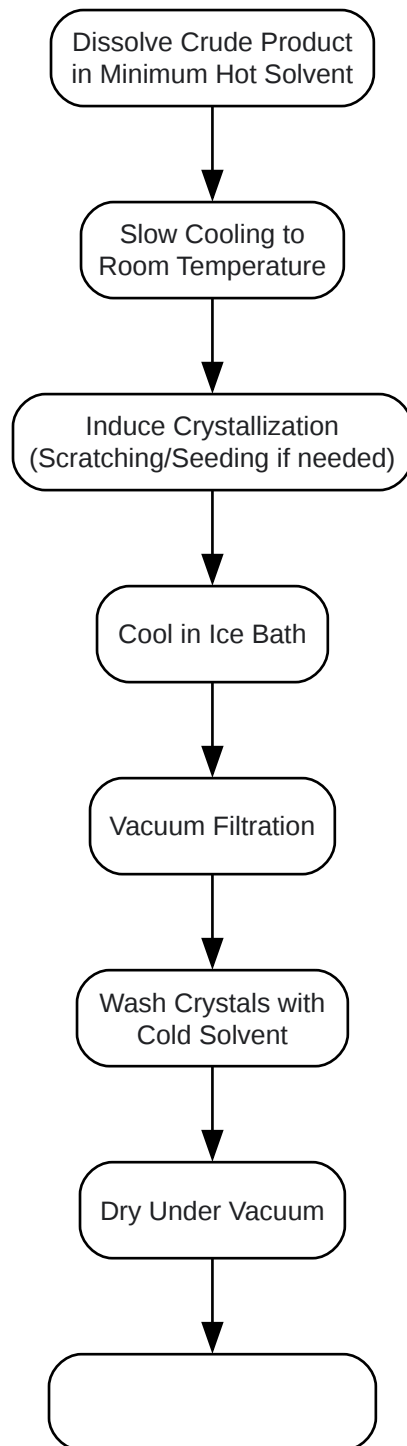 Dissolve Crude Product
in Minimum Hot Solvent
Slow Cooling to
Room Temperature
Induce Crystallization
(Scratching/Seeding if needed)
Cool in Ice Bath
Vacuum Filtration
Wash Crystals with
Cold Solvent
Dry Under Vacuum